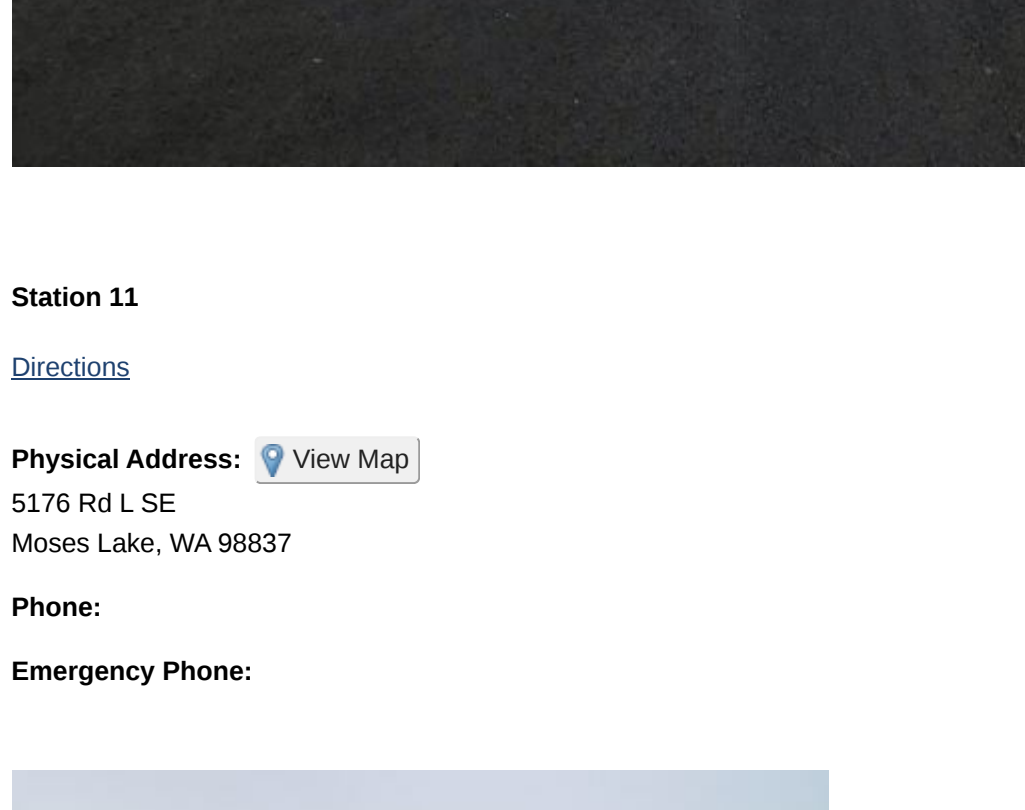 Station 11
Directions
Physical Address: View Map
5176 Rd L SE
Moses Lake, WA 98837
Phone:
Emergency Phone: